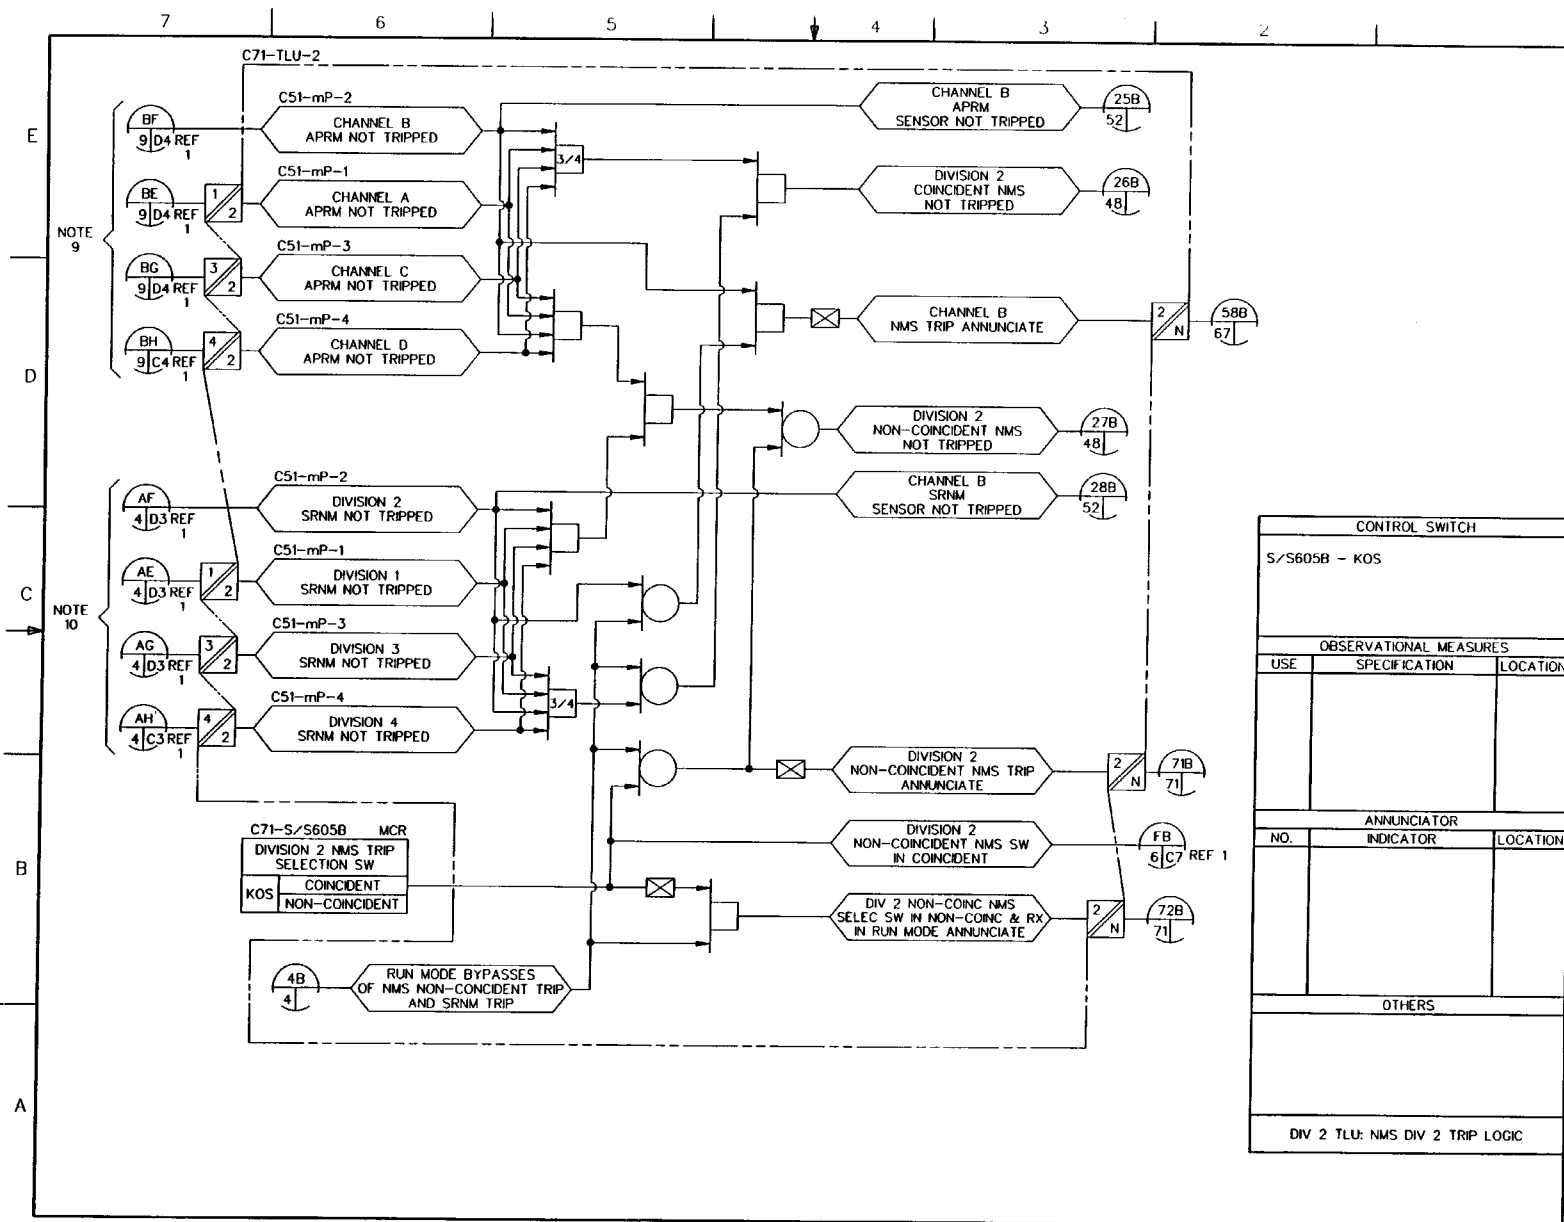 7 6 5 4 3 2
E
D
C
B
A
C71-TLU-2
NOTE
9
BF
9 D4 REF
1
C51-mP-2
CHANNEL B
APRM NOT TRIPPED
BE
9 D4 REF
1
1
2
C51-mP-1
CHANNEL A
APRM NOT TRIPPED
BG
9 D4 REF
1
3
2
C51-mP-3
CHANNEL C
APRM NOT TRIPPED
BH
9 C4 REF
1
4
2
C51-mP-4
CHANNEL D
APRM NOT TRIPPED
3/4
CHANNEL B
APRM
SENSOR NOT TRIPPED
25B
52
DIVISION 2
COINCIDENT NMS
NOT TRIPPED
26B
48
CHANNEL B
NMS TRIP ANNUNCIATE
2
N
58B
67
DIVISION 2
NON-COINCIDENT NMS
NOT TRIPPED
27B
48
CHANNEL B
SRNM
SENSOR NOT TRIPPED
28B
52
NOTE
10
AF
4 D3 REF
1
C51-mP-2
DIVISION 2
SRNM NOT TRIPPED
AE
4 D3 REF
1
1
2
C51-mP-1
DIVISION 1
SRNM NOT TRIPPED
AG
4 D3 REF
1
3
2
C51-mP-3
DIVISION 3
SRNM NOT TRIPPED
AH
4 C3 REF
1
4
2
C51-mP-4
DIVISION 4
SRNM NOT TRIPPED
3/4
DIVISION 2
NON-COINCIDENT NMS TRIP
ANNUNCIATE
2
N
71B
71
C71-S/S605B MCR
DIVISION 2 NMS TRIP
SELECTION SW
KOS
COINCIDENT
NON-COINCIDENT
DIVISION 2
NON-COINCIDENT NMS SW
IN COINCIDENT
FB
6 C7 REF 1
DIV 2 NON-COINC NMS
SELEC SW IN NON-COINC & RX
IN RUN MODE ANNUNCIATE
2
N
72B
71
4B
4
RUN MODE BYPASSES
OF NMS NON-CONCIDENT TRIP
AND SRNM TRIP
CONTROL SWITCH
S/S605B - KOS
OBSERVATIONAL MEASURES
USE SPECIFICATION LOCATION
ANNUNCIATOR
NO. INDICATOR LOCATION
OTHERS
DIV 2 TLU: NMS DIV 2 TRIP LOGIC